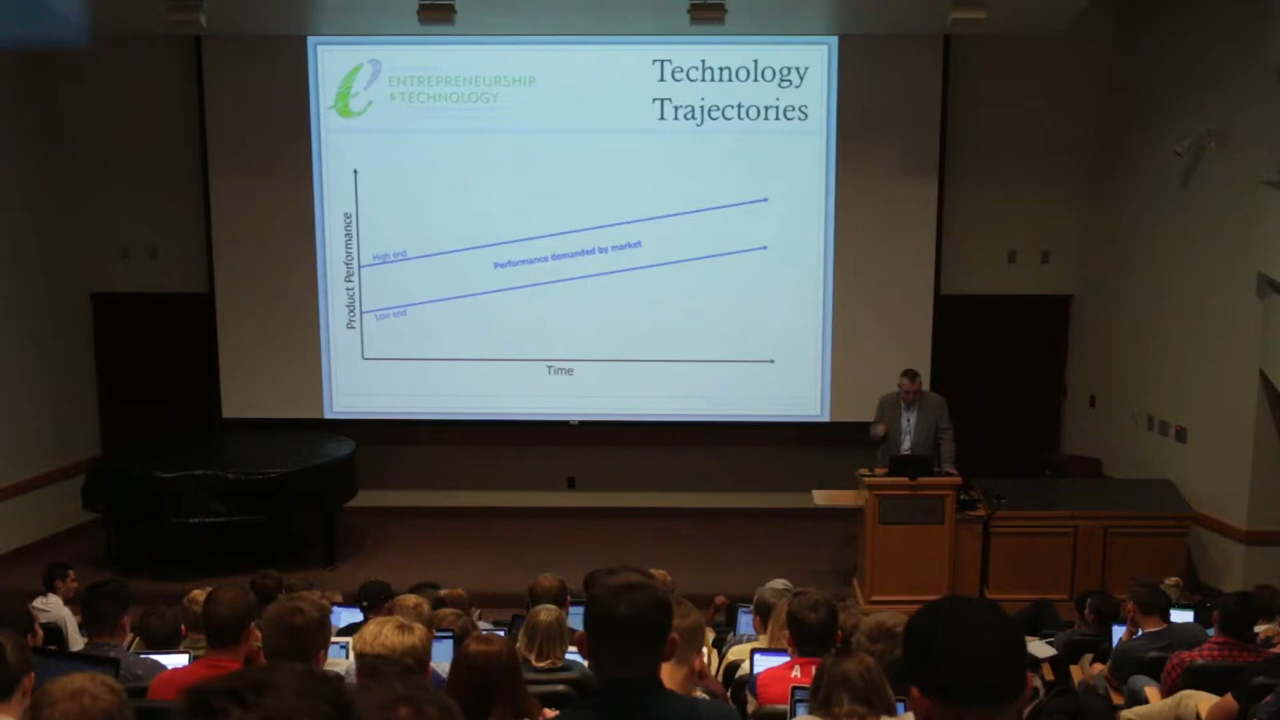 ENTREPRENEURSHIP
& TECHNOLOGY
Technology
Trajectories
Product Performance
High end
Performance demanded by market
Low end
Time
A